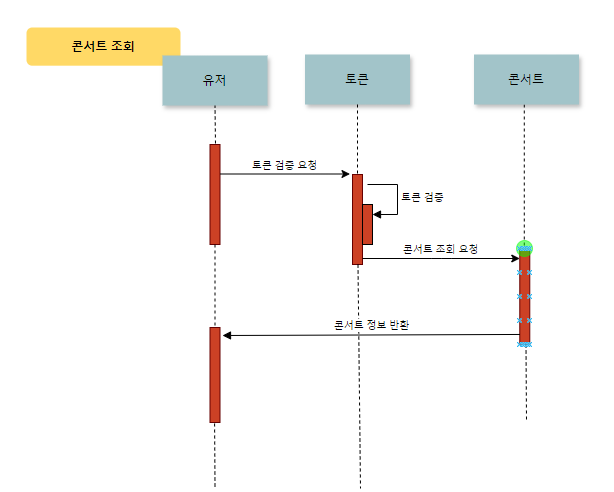 콘서트 조회
유저
토큰
콘서트
토큰 검증 요청
토큰 검증
콘서트 조회 요청
콘서트 정보 반환